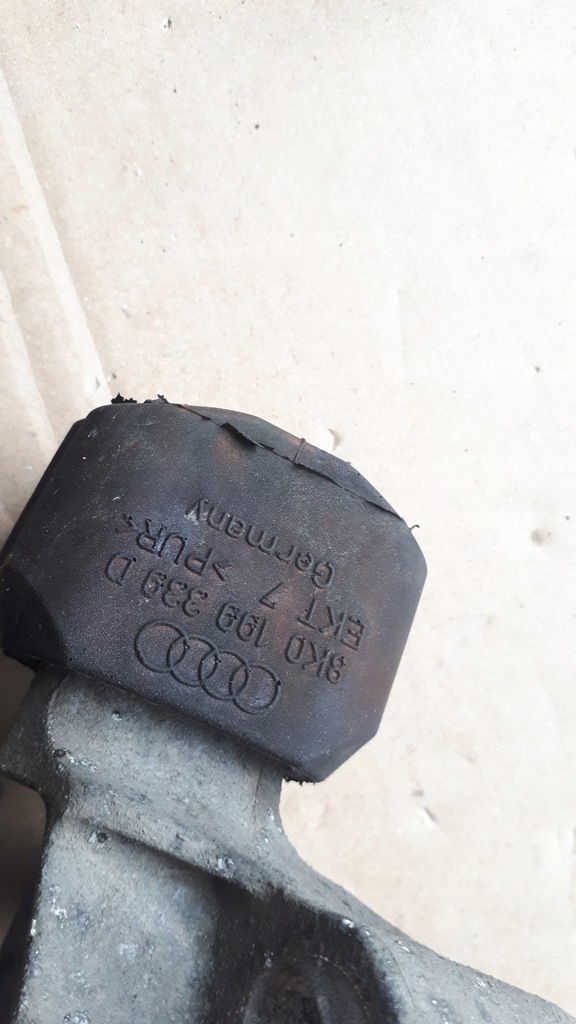 8K0 199 339 D
EKT 7 >PUR<
Germany